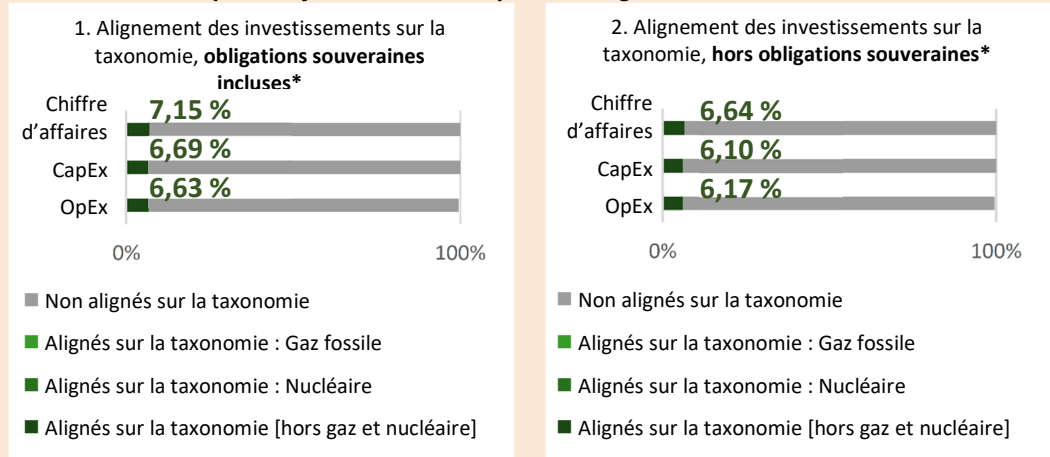 1. Alignement des investissements sur la
taxonomie, obligations souveraines
incluses*
Chiffre
d'affaires
7,15 %
CapEx
6,69 %
OpEx
6,63 %
0%
100%
Non alignés sur la taxonomie
Alignés sur la taxonomie : Gaz fossile
Alignés sur la taxonomie : Nucléaire
Alignés sur la taxonomie [hors gaz et nucléaire]
2. Alignement des investissements sur la
taxonomie, hors obligations souveraines*
Chiffre
d'affaires
6,64 %
CapEx
6,10 %
OpEx
6,17 %
0%
100%
Non alignés sur la taxonomie
Alignés sur la taxonomie : Gaz fossile
Alignés sur la taxonomie : Nucléaire
Alignés sur la taxonomie [hors gaz et nucléaire]